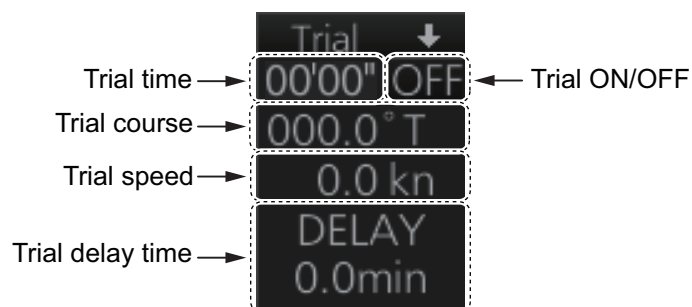 Trial ↓
Trial time 00'00" OFF Trial ON/OFF
Trial course 000.0°T
Trial speed 0.0 kn
DELAY
Trial delay time
0.0min